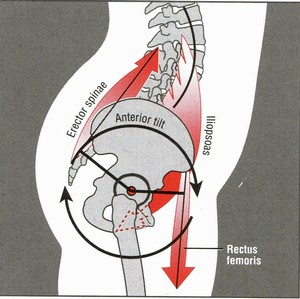 Erector spinae
Anterior tilt
Iliopsoas
Rectus
femoris